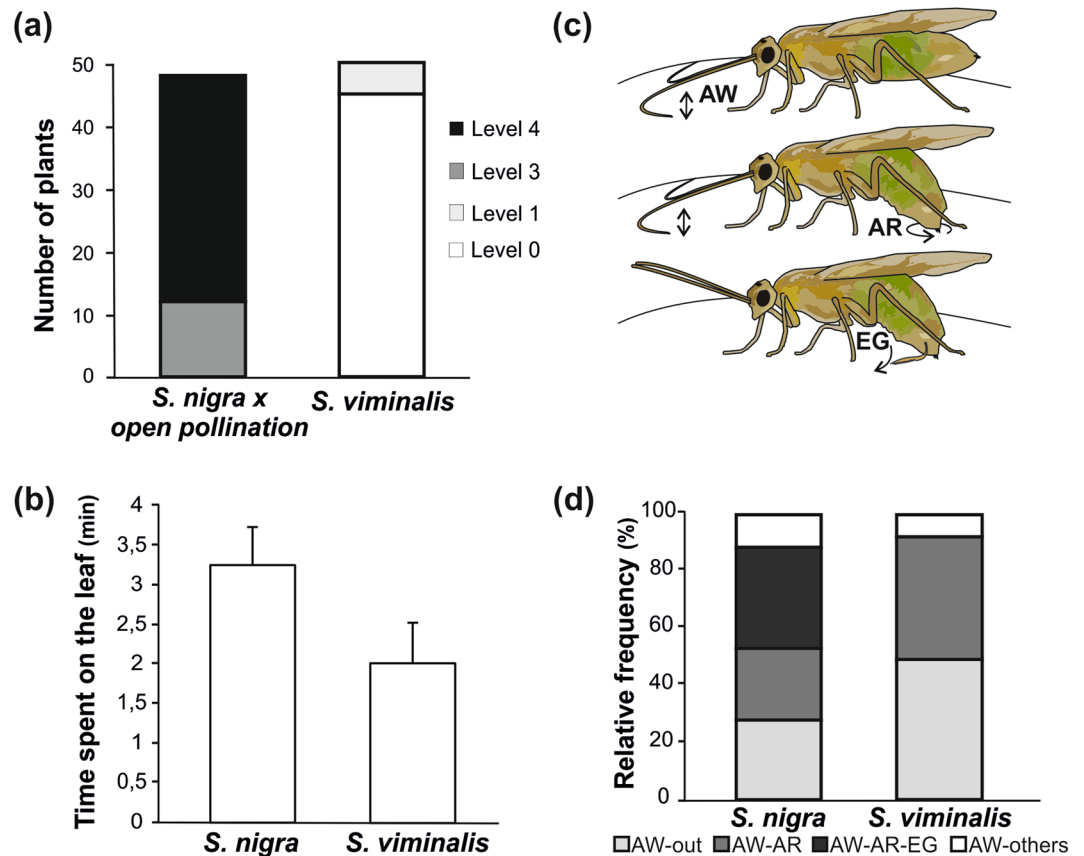 (a)
50
40
30
20
10
0
Number of plants
S. nigra x
open pollination
S. viminalis
Level 4
Level 3
Level 1
Level 0
(c)
AW
AR
EG
(b)
4
3,5
3
2,5
2
1,5
1
0,5
0
Time spent on the leaf (min)
S. nigra
S. viminalis
(d)
100
80
60
40
20
0
Relative frequency (%)
S. nigra
S. viminalis
AW-out AW-AR AW-AR-EG AW-others